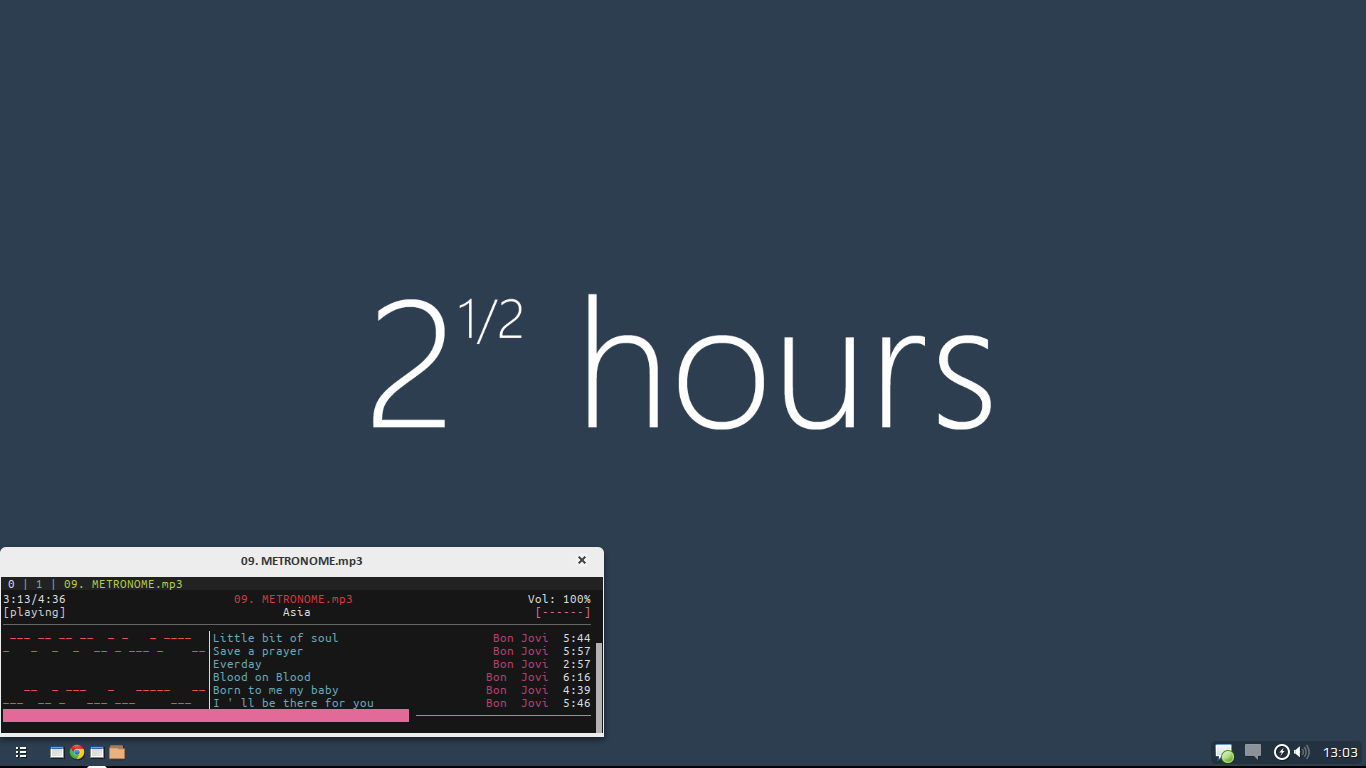 2 1/2 hours
09. METRONOME.mp3
0 | 1 | 09. METRONOME.mp3
3:13/4:36 09. METRONOME.mp3 Vol: 100%
[playing] Asia [------]
Little bit of soul Bon Jovi 5:44
Save a prayer Bon Jovi 5:57
Everday Bon Jovi 2:57
Blood on Blood Bon Jovi 6:16
Born to me my baby Bon Jovi 4:39
I ' ll be there for you Bon Jovi 5:46
13:03